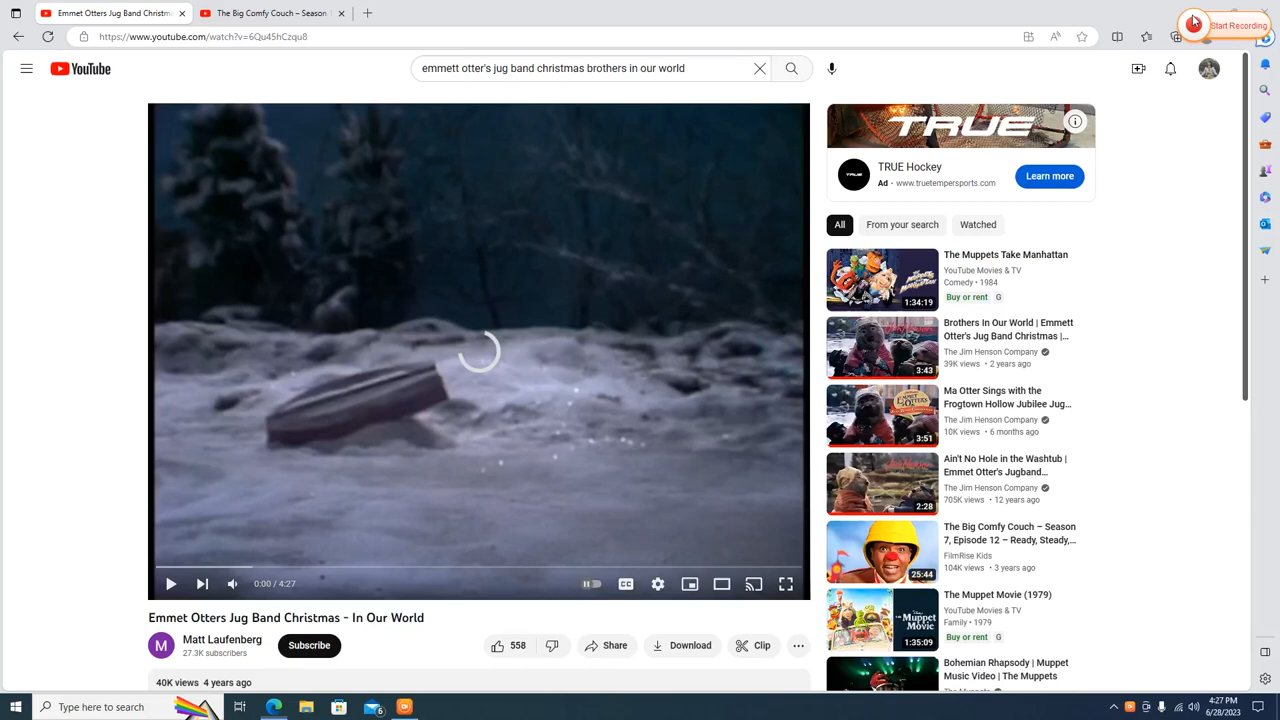 Emmet Otters Jug Band Christm
The Big Comfy Couch – Season
Start Recording
https://www.youtube.com/watch?v=6Qu45hCzqu8
YouTube
emmett otter's jug band christmas brothers in our world
TRUE
TRUE Hockey
Ad · www.truetempersports.com
Learn more
All
From your search
Watched
The Muppets Take Manhattan
YouTube Movies & TV
Comedy • 1984
Buy or rent G
1:34:19
Brothers In Our World | Emmett
Otter's Jug Band Christmas |...
The Jim Henson Company
39K views • 2 years ago
3:43
Ma Otter Sings with the
Frogtown Hollow Jubilee Jug...
The Jim Henson Company
10K views • 6 months ago
3:51
Ain't No Hole in the Washtub |
Emmet Otter's Jugband...
The Jim Henson Company
705K views • 12 years ago
2:28
The Big Comfy Couch – Season
7, Episode 12 – Ready, Steady,...
FilmRise Kids
104K views • 3 years ago
25:44
The Muppet Movie (1979)
YouTube Movies & TV
Family • 1979
Buy or rent G
1:35:09
Bohemian Rhapsody | Muppet
Music Video | The Muppets
0:00 / 4:27
Emmet Otters Jug Band Christmas - In Our World
M
Matt Laufenberg
27.3K subscribers
Subscribe
558
Share
Download
Clip
40K views 4 years ago
Type here to search
4:27 PM
6/28/2023